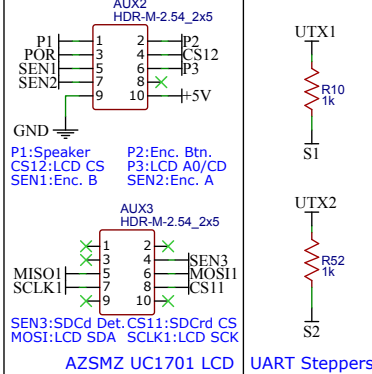 AUX2
HDR-M-2.54_2x5
P1 1 2 P2
POR 3 4 CS12
SEN1 5 6 P3
SEN2 7 8
9 10 +5V
GND
P1:Speaker P2:Enc. Btn.
CS12:LCD CS P3:LCD A0/CD
SEN1:Enc. B SEN2:Enc. A
AUX3
HDR-M-2.54_2x5
1 2
3 4 SEN3
MISO1 5 6 MOSI1
SCLK1 7 8 CS11
9 10
SEN3:SDCd Det. CS11:SDCrd CS
MOSI:LCD SDA SCLK1:LCD SCK
AZSMZ UC1701 LCD
UTX1
R10
1k
S1
UTX2
R52
1k
S2
UART Steppers